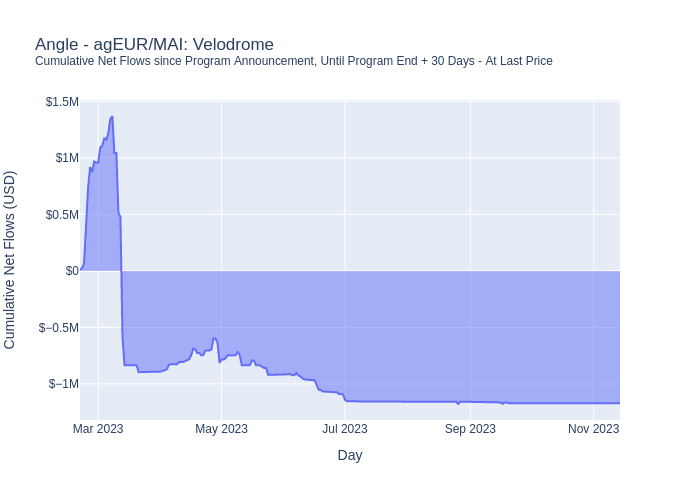 Angle - agEUR/MAI: Velodrome
Cumulative Net Flows since Program Announcement, Until Program End + 30 Days - At Last Price
Cumulative Net Flows (USD)
$1.5M
$1M
$0.5M
$0
$−0.5M
$−1M
Mar 2023
May 2023
Jul 2023
Sep 2023
Nov 2023
Day